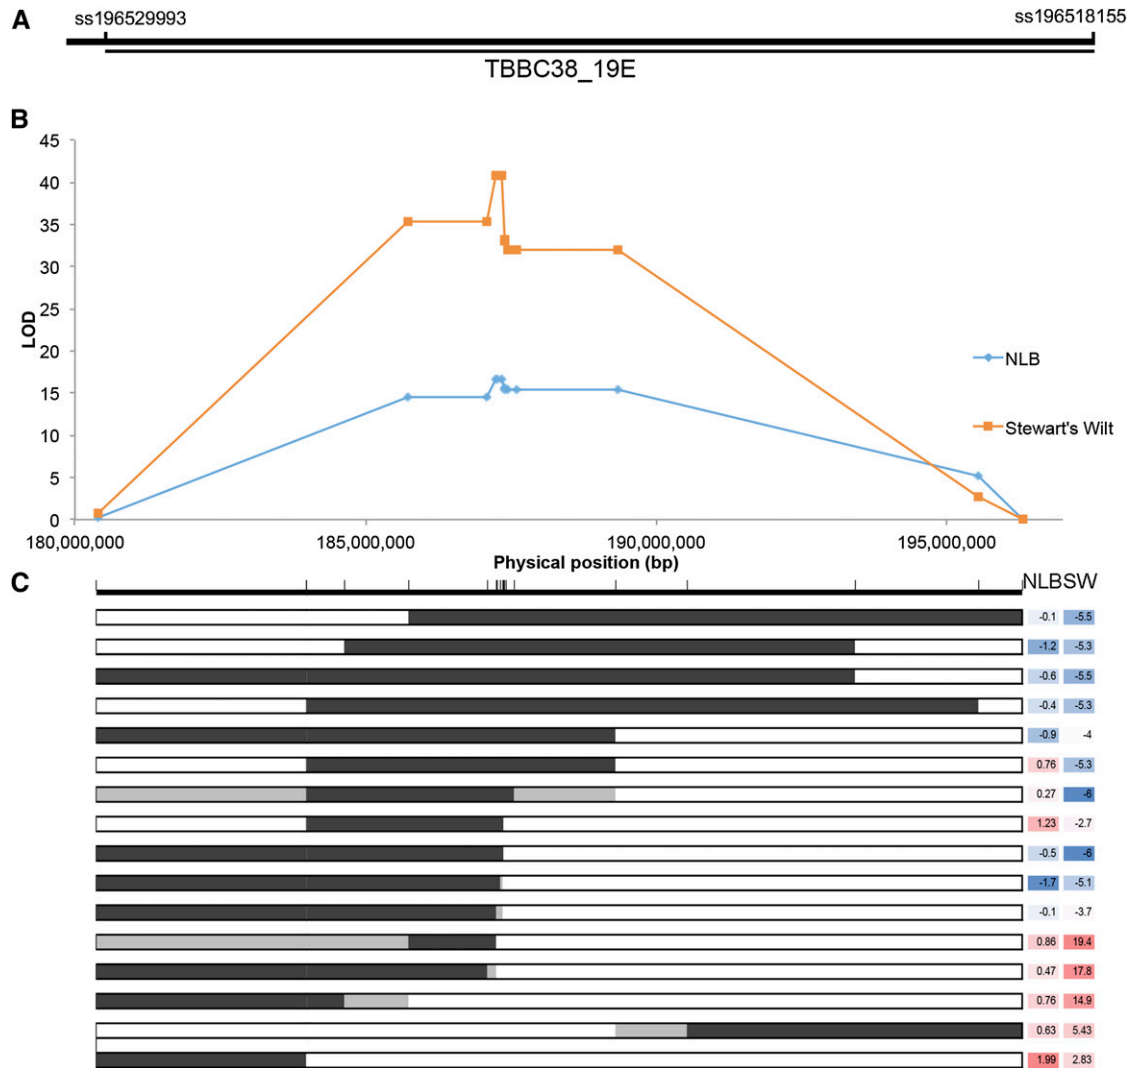 A
ss196529993
ss196518155
TBBC38_19E
B
45
40
35
30
25
20
15
10
5
0
LOD
NLB
Stewart's Wilt
180,000,000
185,000,000
190,000,000
195,000,000
Physical position (bp)
C
NLB SW
-0.1 -5.5
-1.2 -5.3
-0.6 -5.5
-0.4 -5.3
-0.9 -4
0.76 -5.3
0.27 -6
1.23 -2.7
-0.5 -6
-1.7 -5.1
-0.1 -3.7
0.86 19.4
0.47 17.8
0.76 14.9
0.63 5.43
1.99 2.83